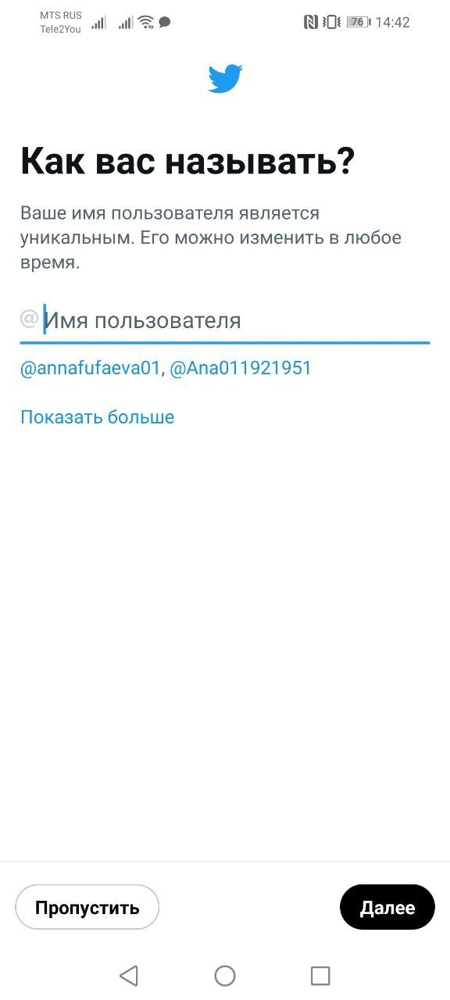 MTS RUS
Tele2You
76 14:42
Как вас называть?
Ваше имя пользователя является
уникальным. Его можно изменить в любое
время.
@ Имя пользователя
@annafufaeva01, @Ana011921951
Показать больше
Пропустить
Далее